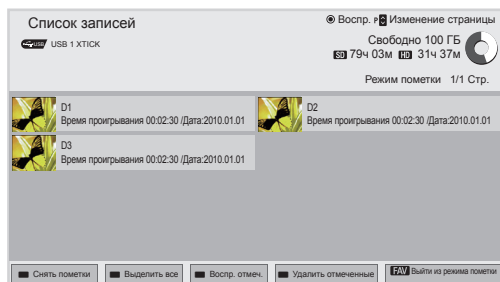 Список записей
◉ Воспр. P Изменение страницы
USB USB 1 XTICK
Свободно 100 ГБ
SD 79ч 03м HD 31ч 37м
Режим пометки 1/1 Стр.
D1
Время проигрывания 00:02:30 /Дата:2010.01.01
D2
Время проигрывания 00:02:30 /Дата:2010.01.01
D3
Время проигрывания 00:02:30 /Дата:2010.01.01
Снять пометки
Выделить все
Воспр. отмеч.
Удалить отмеченные
FAV Выйти из режима пометки